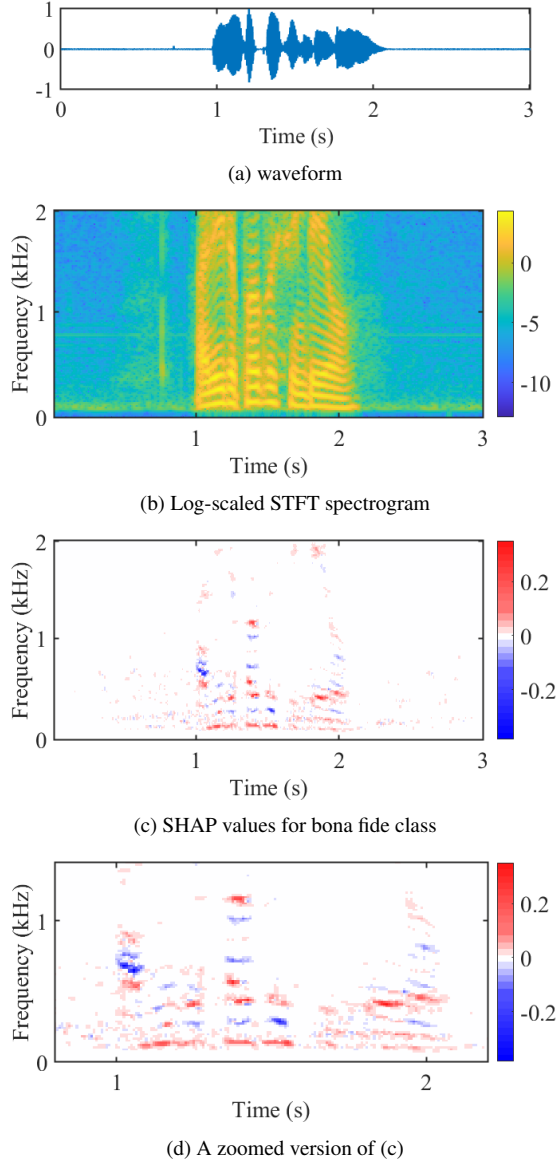 1
0
-1
0
1
2
3
Time (s)
(a) waveform
2
1
0
Frequency (kHz)
1
2
3
0
-5
-10
Time (s)
(b) Log-scaled STFT spectrogram
2
1
0
Frequency (kHz)
1
2
3
0.2
0
-0.2
Time (s)
(c) SHAP values for bona fide class
1
0
Frequency (kHz)
1
2
0.2
0
-0.2
Time (s)
(d) A zoomed version of (c)